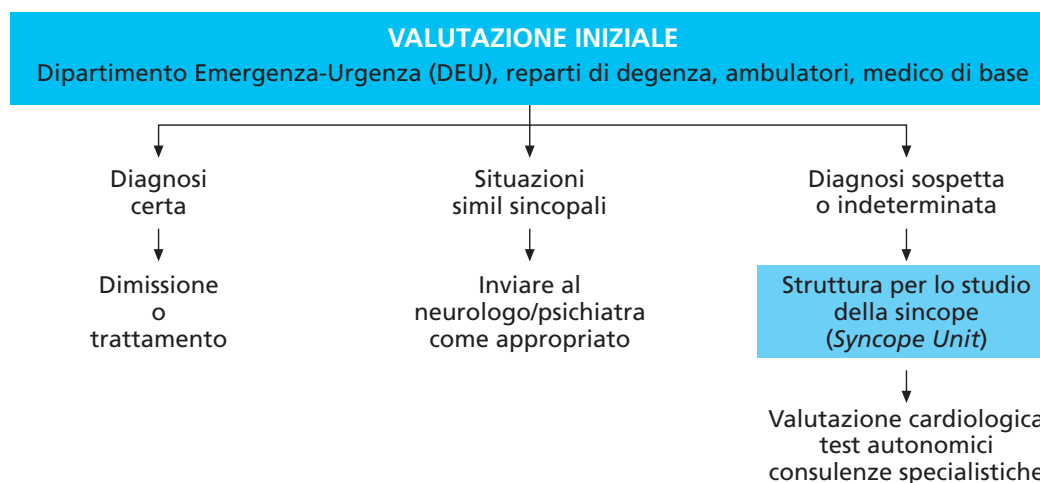 VALUTAZIONE INIZIALE
Dipartimento Emergenza-Urgenza (DEU), reparti di degenza, ambulatori, medico di base
Diagnosi
certa
Situazioni
simil sincopali
Diagnosi sospetta
o indeterminata
Dimissione
o
trattamento
Inviare al
neurologo/psichiatra
come appropriato
Struttura per lo studio
della sincope
(Syncope Unit)
Valutazione cardiologica
test autonomici
consulenze specialistiche